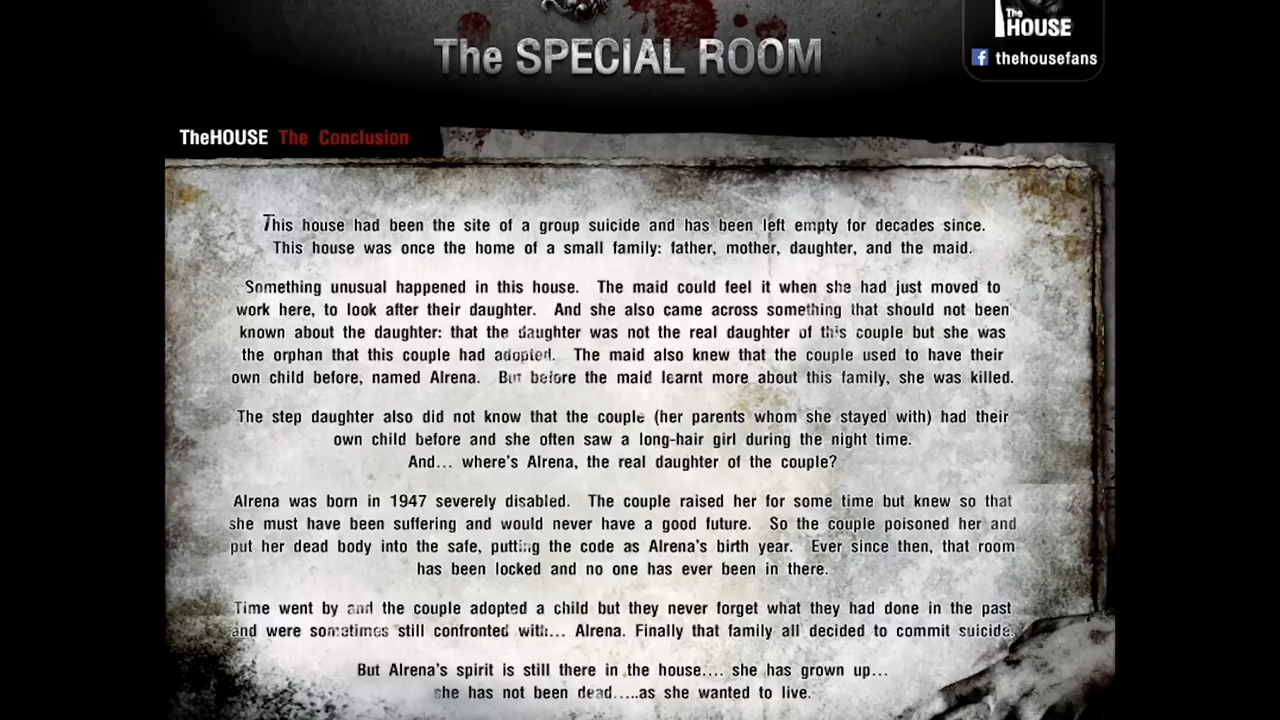 The SPECIAL ROOM
The
HOUSE
thehousefans
TheHOUSE The Conclusion
This house had been the site of a group suicide and has been left empty for decades since.
This house was once the home of a small family: father, mother, daughter, and the maid.
Something unusual happened in this house. The maid could feel it when she had just moved to
work here, to look after their daughter. And she also came across something that should not been
known about the daughter: that the daughter was not the real daughter of this couple but she was
the orphan that this couple had adopted. The maid also knew that the couple used to have their
own child before, named Alrena. But before the maid learnt more about this family, she was killed.
The step daughter also did not know that the couple (her parents whom she stayed with) had their
own child before and she often saw a long-hair girl during the night time.
And... where's Alrena, the real daughter of the couple?
Alrena was born in 1947 severely disabled. The couple raised her for some time but knew so that
she must have been suffering and would never have a good future. So the couple poisoned her and
put her dead body into the safe, putting the code as Alrena's birth year. Ever since then, that room
has been locked and no one has ever been in there.
Time went by and the couple adopted a child but they never forget what they had done in the past
and were sometimes still confronted with... Alrena. Finally that family all decided to commit suicide.
But Alrena's spirit is still there in the house.... she has grown up...
she has not been dead.....as she wanted to live.